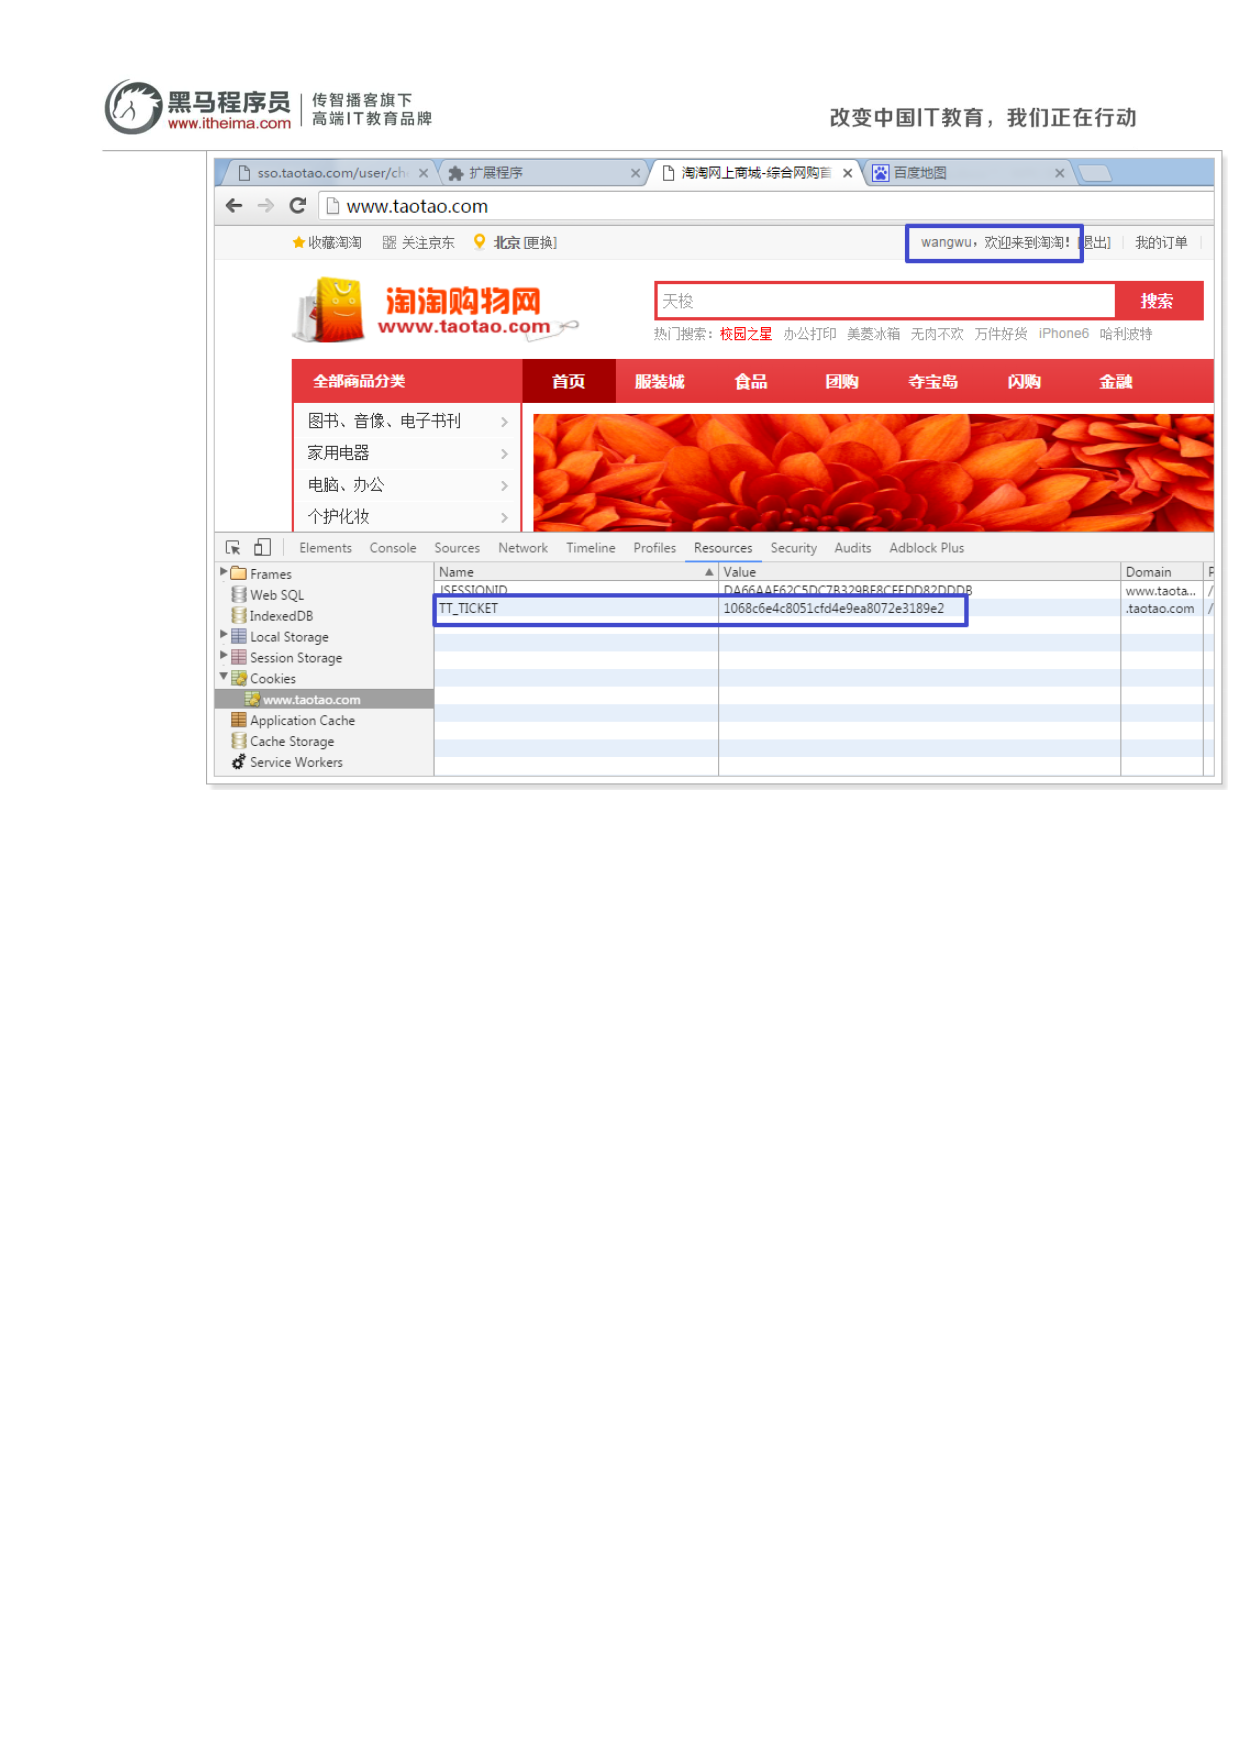 黑马程序员
www.itheima.com
传智播客旗下
高端IT教育品牌
改变中国IT教育，我们正在行动
sso.taotao.com/user/ch
扩展程序
淘淘网上商城-综合网购首
百度地图
www.taotao.com
收藏淘淘 关注京东 北京 [更换]
wangwu，欢迎来到淘淘！ 退出] 我的订单
淘淘购物网
www.taotao.com
天梭 搜索
热门搜索： 校园之星 办公打印 美菱冰箱 无肉不欢 万件好货 iPhone6 哈利波特
全部商品分类 首页 服装城 食品 团购 夺宝岛 闪购 金融
图书、音像、电子书刊
家用电器
电脑、办公
个护化妆
Elements Console Sources Network Timeline Profiles Resources Security Audits Adblock Plus
Name Value Domain P
JSESSIONID DA66AAF62C5DC7B329BF8CFFDD82DDDB www.taota... /
TT_TICKET 1068c6e4c8051cfd4e9ea8072e3189e2 .taotao.com /
Frames
Web SQL
IndexedDB
Local Storage
Session Storage
Cookies
www.taotao.com
Application Cache
Cache Storage
Service Workers